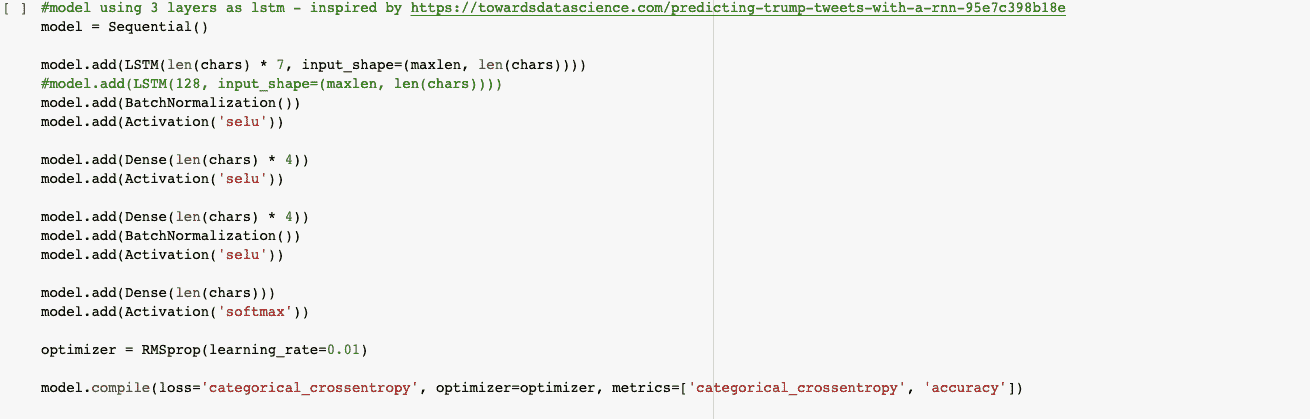 [ ] #model using 3 layers as lstm - inspired by https://towardsdatascience.com/predicting-trump-tweets-with-a-rnn-95e7c398b18e
model = Sequential()
model.add(LSTM(len(chars) * 7, input_shape=(maxlen, len(chars))))
#model.add(LSTM(128, input_shape=(maxlen, len(chars))))
model.add(BatchNormalization())
model.add(Activation('selu'))
model.add(Dense(len(chars) * 4))
model.add(Activation('selu'))
model.add(Dense(len(chars) * 4))
model.add(BatchNormalization())
model.add(Activation('selu'))
model.add(Dense(len(chars)))
model.add(Activation('softmax'))
optimizer = RMSprop(learning_rate=0.01)
model.compile(loss='categorical_crossentropy', optimizer=optimizer, metrics=['categorical_crossentropy', 'accuracy'])